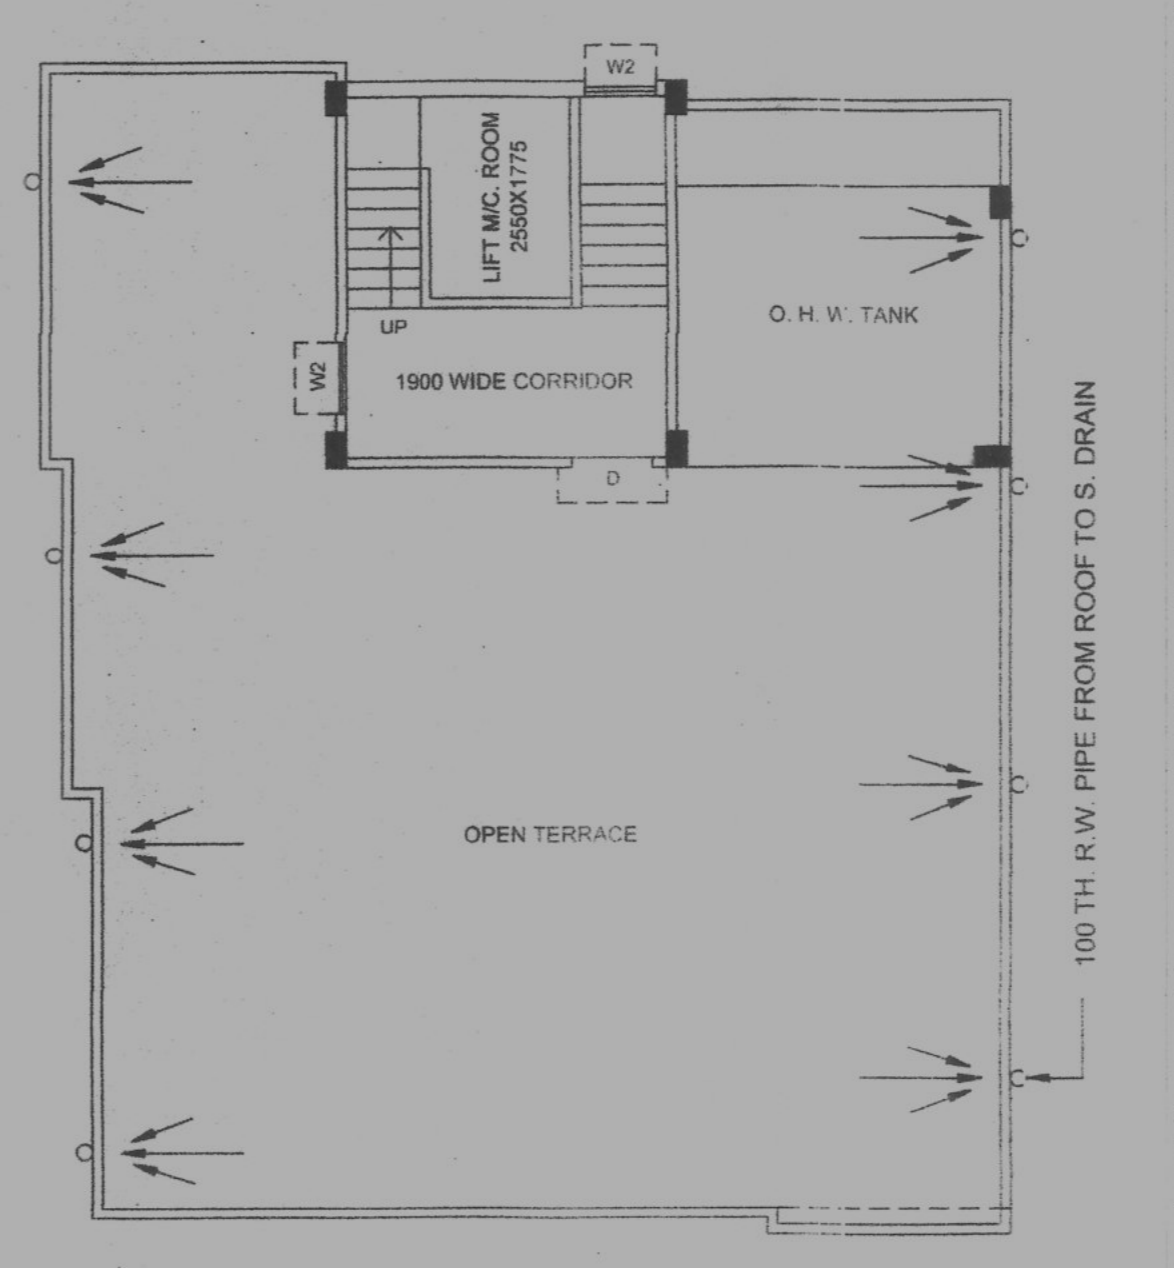 W2
LIFT M/C. ROOM
2550X1775
O. H. W. TANK
UP
W2
1900 WIDE CORRIDOR
D
OPEN TERRACE
100 TH. R.W. PIPE FROM ROOF TO S. DRAIN